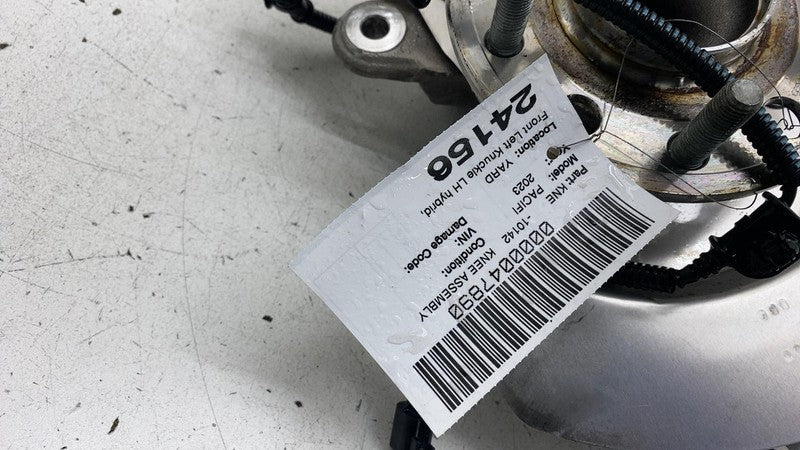 0000047890
Part: KNE -10142 KNEE ASSEMBLY
Model: PACIFI Condition:
2023 VIN:
Location: YARD Damage Code:
Front Left Knuckle LH hybrid,
24156